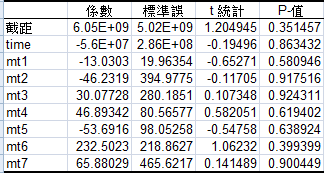 係數 標準誤 t 統計 P-值
截距 6.05E+09 5.02E+09 1.204945 0.351457
time -5.6E+07 2.86E+08 -0.19496 0.863432
mt1 -13.0303 19.96354 -0.65271 0.580946
mt2 -46.2319 394.9775 -0.11705 0.917516
mt3 30.07728 280.1851 0.107348 0.924311
mt4 46.89342 80.56577 0.582051 0.619402
mt5 -53.6916 98.05258 -0.54758 0.638924
mt6 232.5023 218.8627 1.06232 0.399399
mt7 65.88029 465.6217 0.141489 0.900449